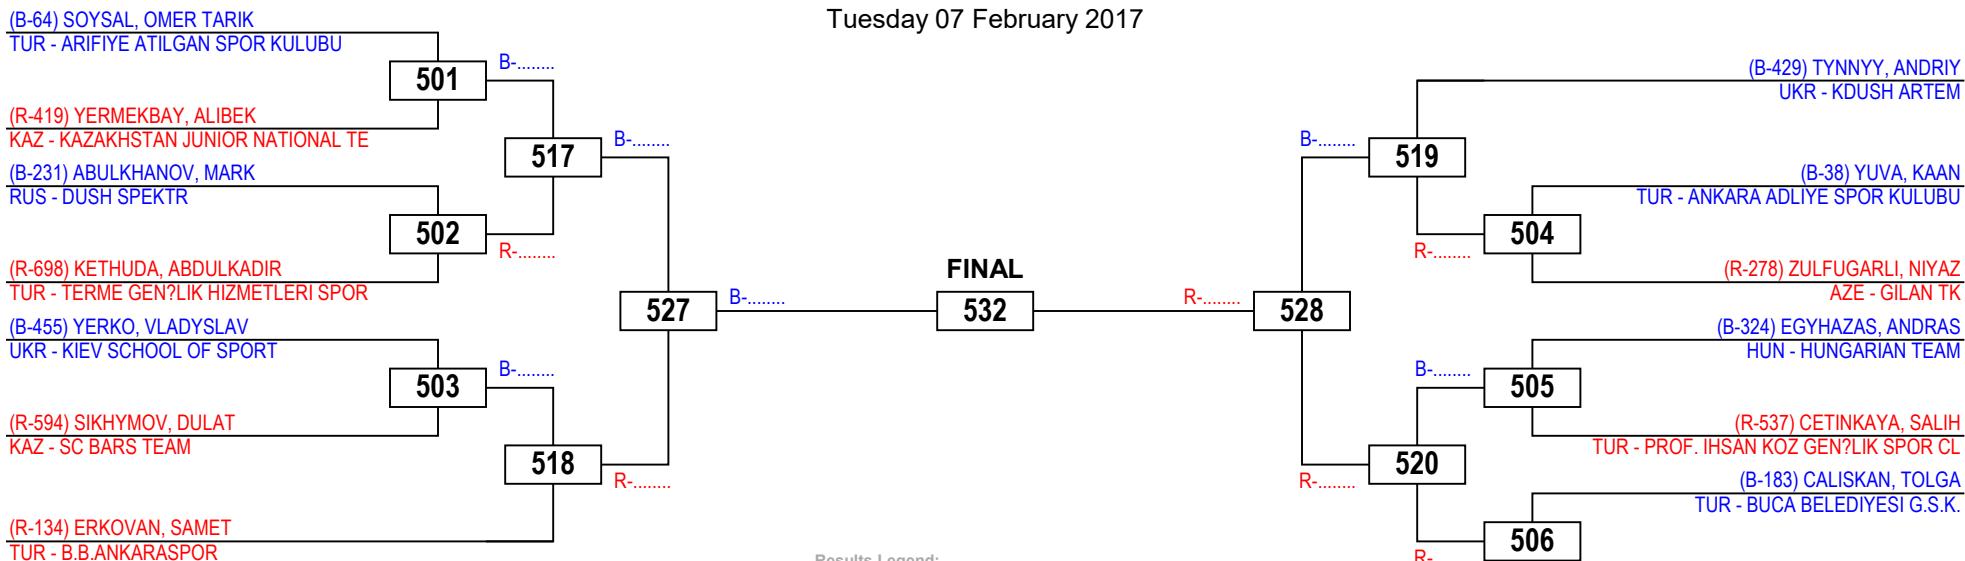 Tuesday 07 February 2017
(B-64) SOYSAL, OMER TARIK
TUR - ARIFIYE ATILGAN SPOR KULUBU
501
B-........
(R-419) YERMEKBAY, ALIBEK
KAZ - KAZAKHSTAN JUNIOR NATIONAL TE
517
B-........
(B-231) ABULKHANOV, MARK
RUS - DUSH SPEKTR
502
R-........
(R-698) KETHUDA, ABDULKADIR
TUR - TERME GEN?LIK HIZMETLERI SPOR
527
B-........
(B-455) YERKO, VLADYSLAV
UKR - KIEV SCHOOL OF SPORT
503
B-........
(R-594) SIKHYMOV, DULAT
KAZ - SC BARS TEAM
518
R-........
(R-134) ERKOVAN, SAMET
TUR - B.B.ANKARASPOR
FINAL
532
(B-429) TYNNYY, ANDRIY
UKR - KDUSH ARTEM
B-........
519
(B-38) YUVA, KAAN
TUR - ANKARA ADLIYE SPOR KULUBU
R-........
504
(R-278) ZULFUGARLI, NIYAZ
AZE - GILAN TK
R-........
528
(B-324) EGYHAZAS, ANDRAS
HUN - HUNGARIAN TEAM
B-........
505
(R-537) CETINKAYA, SALIH
TUR - PROF. IHSAN KOZ GEN?LIK SPOR CL
R-........
520
(B-183) CALISKAN, TOLGA
TUR - BUCA BELEDIYESI G.S.K.
506
R-
Results Legend: